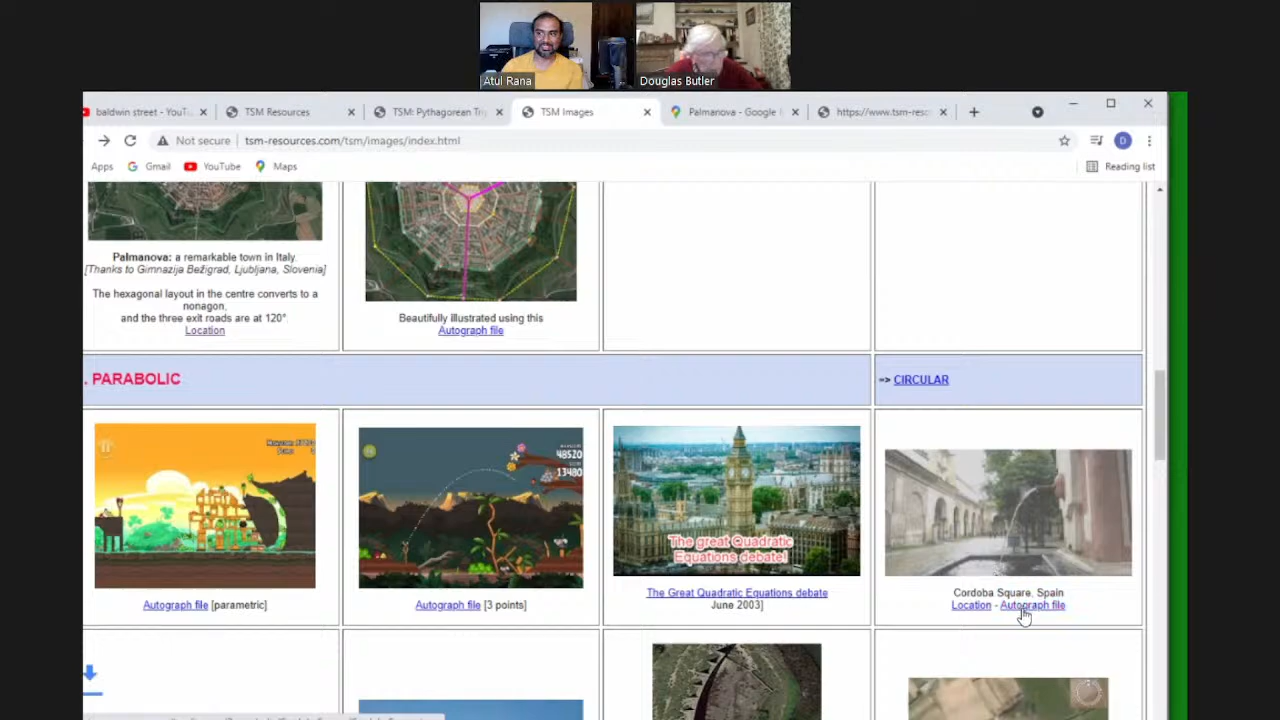 Atul Rana
Douglas Butler
baldwin street - YouTu
TSM Resources
TSM: Pythagorean Tri
TSM Images
Palmanova - Google
https://www.tsm-reso
Not secure
tsm-resources.com/tsm/images/index.html
D
Apps
Gmail
YouTube
Maps
Reading list
Palmanova: a remarkable town in Italy.
[Thanks to Gimnazija Bežigrad, Ljubljana, Slovenia]
The hexagonal layout in the centre converts to a
nonagon,
and the three exit roads are at 120°.
Location
Beautifully illustrated using this
Autograph file
. PARABOLIC
=> CIRCULAR
48520
13480
The great Quadratic
Equations debate!
Autograph file [parametric]
Autograph file [3 points]
The Great Quadratic Equations debate
June 2003]
Cordoba Square, Spain
Location - Autograph file